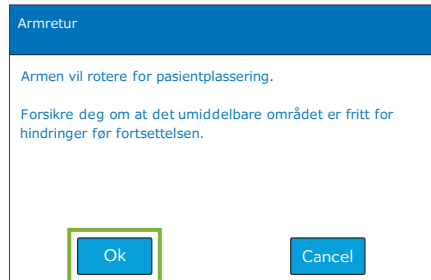 Armretur
Armen vil rotere for pasientplassering.
Forsikre deg om at det umiddelbare området er fritt for
hindringer før fortsettelsen.
Ok
Cancel